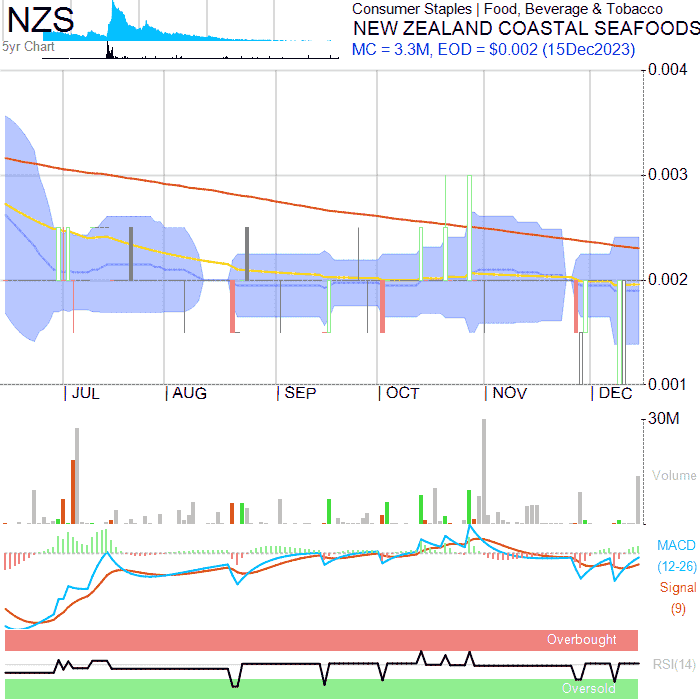 NZS
5yr Chart
Consumer Staples | Food, Beverage & Tobacco
NEW ZEALAND COASTAL SEAFOODS
MC = 3.3M, EOD = $0.002 (15Dec2023)
0.004
0.003
0.002
0.001
JUL AUG SEP OCT NOV DEC
30M
Volume
MACD
(12-26)
Signal
(9)
Overbought
RSI(14)
Oversold